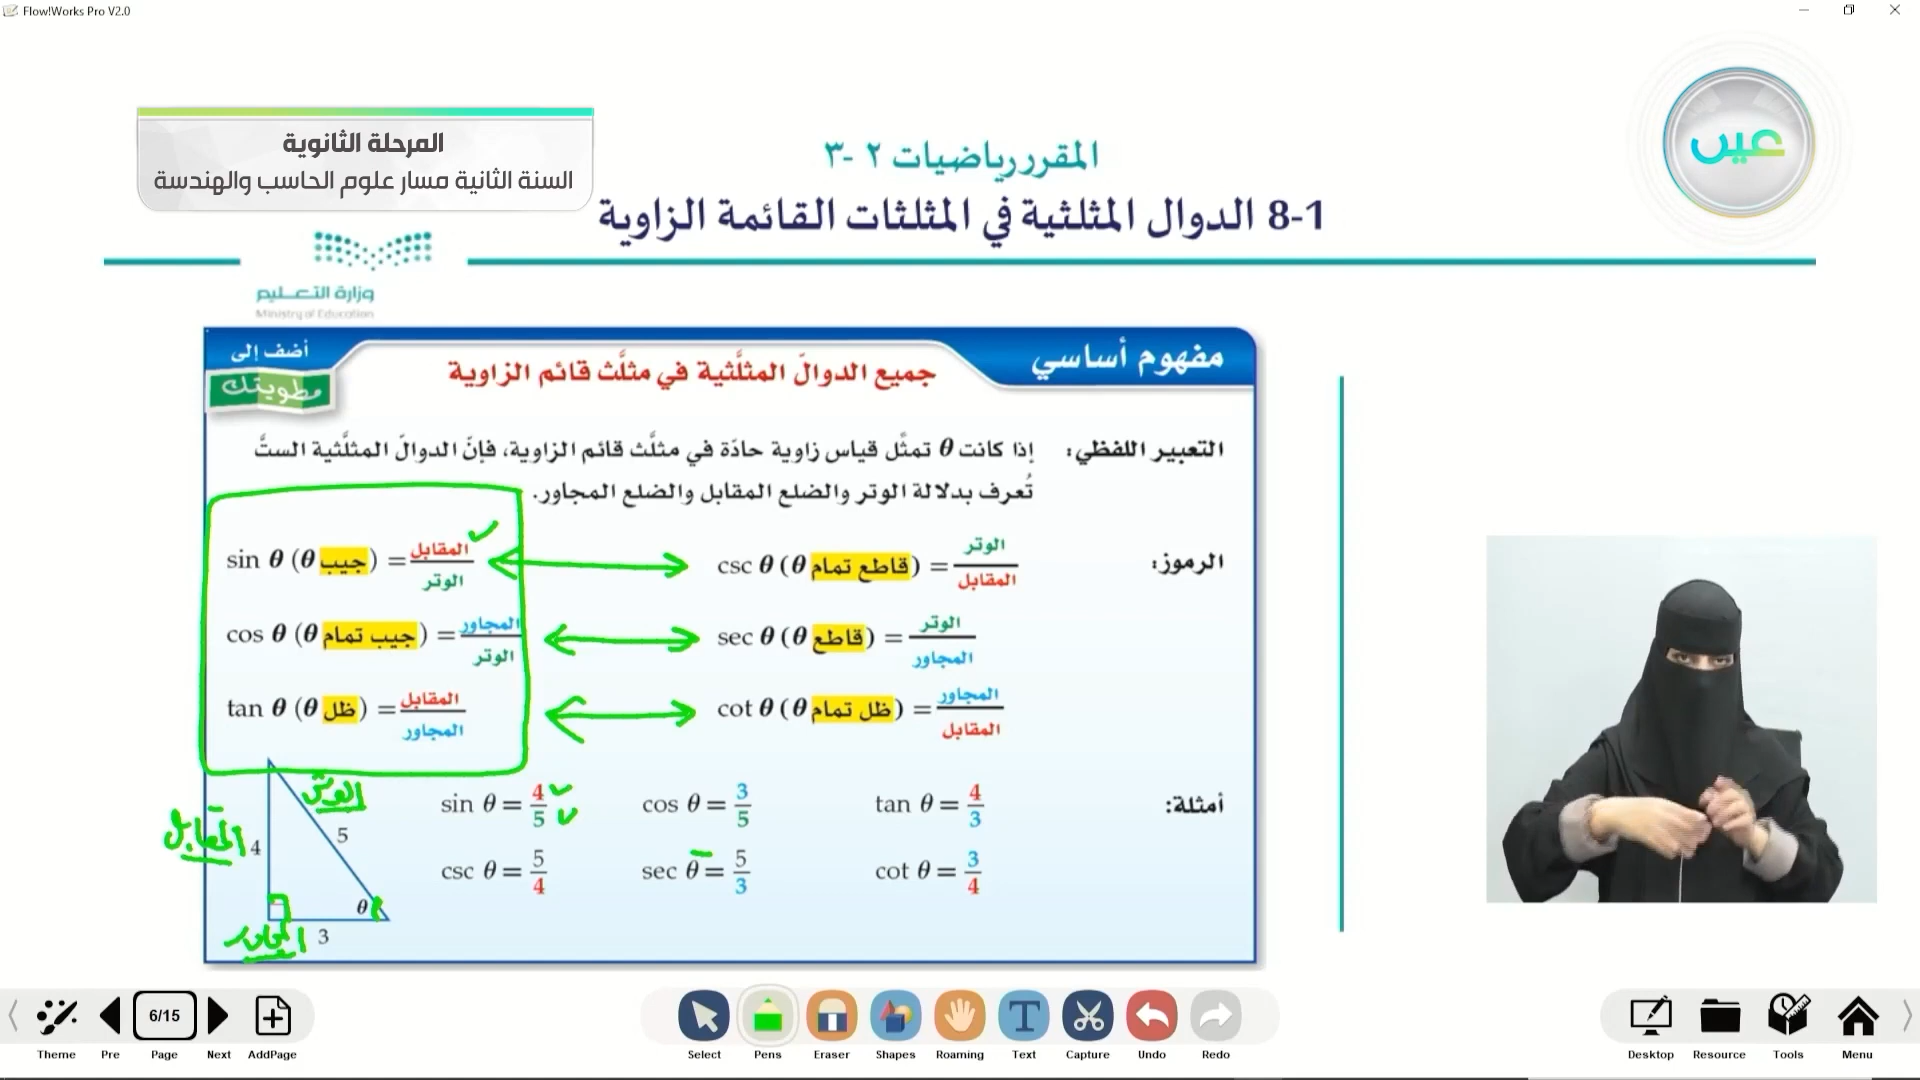 Flow!Works Pro V2.0
عين
المرحلة الثانوية
السنة الثانية مسار علوم الحاسب والهندسة
المقرر رياضيات ٢ -٣
8-1 الدوال المثلثية في المثلثات القائمة الزاوية
وزارة التعليم
Ministry of Education
مفهوم أساسي
جميع الدوالَ المثلَّثية في مثلَّث قائم الزاوية
أضف إلى
مطويتك
التعبير اللفظي: إذا كانت θ تمثِّل قياس زاوية حادّة في مثلَّث قائم الزاوية، فإنّ الدوالَ المثلَّثية الستَّ
تُعرف بدلالة الوتر والضلع المقابل والضلع المجاور.
الرموز:
sin θ (θ جيب) = المقابل / الوتر
csc θ (θ قاطع تمام) = الوتر / المقابل
cos θ (θ جيب تمام) = المجاور / الوتر
sec θ (θ قاطع) = الوتر / المجاور
tan θ (θ ظل) = المقابل / المجاور
cot θ (θ ظل تمام) = المجاور / المقابل
أمثلة:
sin θ = 4/5 cos θ = 3/5 tan θ = 4/3
csc θ = 5/4 sec θ = 5/3 cot θ = 3/4
الوتر
المقابل
4
5
θ
المجاور
3
6/15
Theme Pre Page Next AddPage
Select Pens Eraser Shapes Roaming Text Capture Undo Redo
Desktop Resource Tools Menu